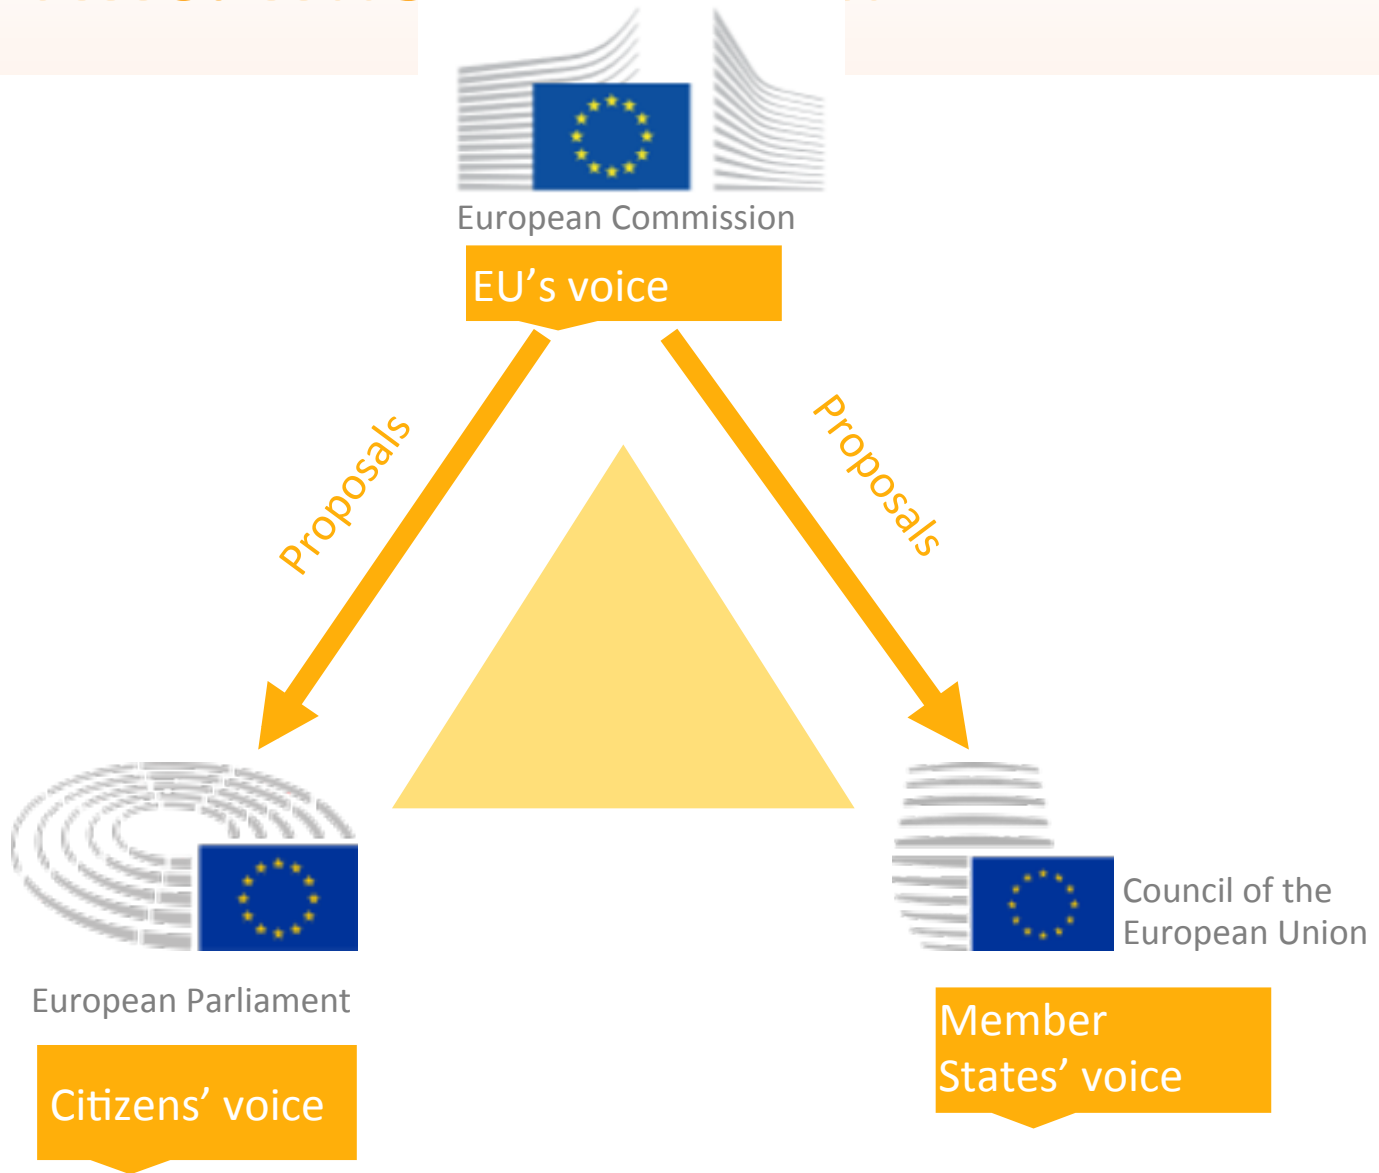 European Commission
EU’s voice
Proposals
Proposals
European Parliament
Citizens’ voice
Council of the
European Union
Member
States’ voice